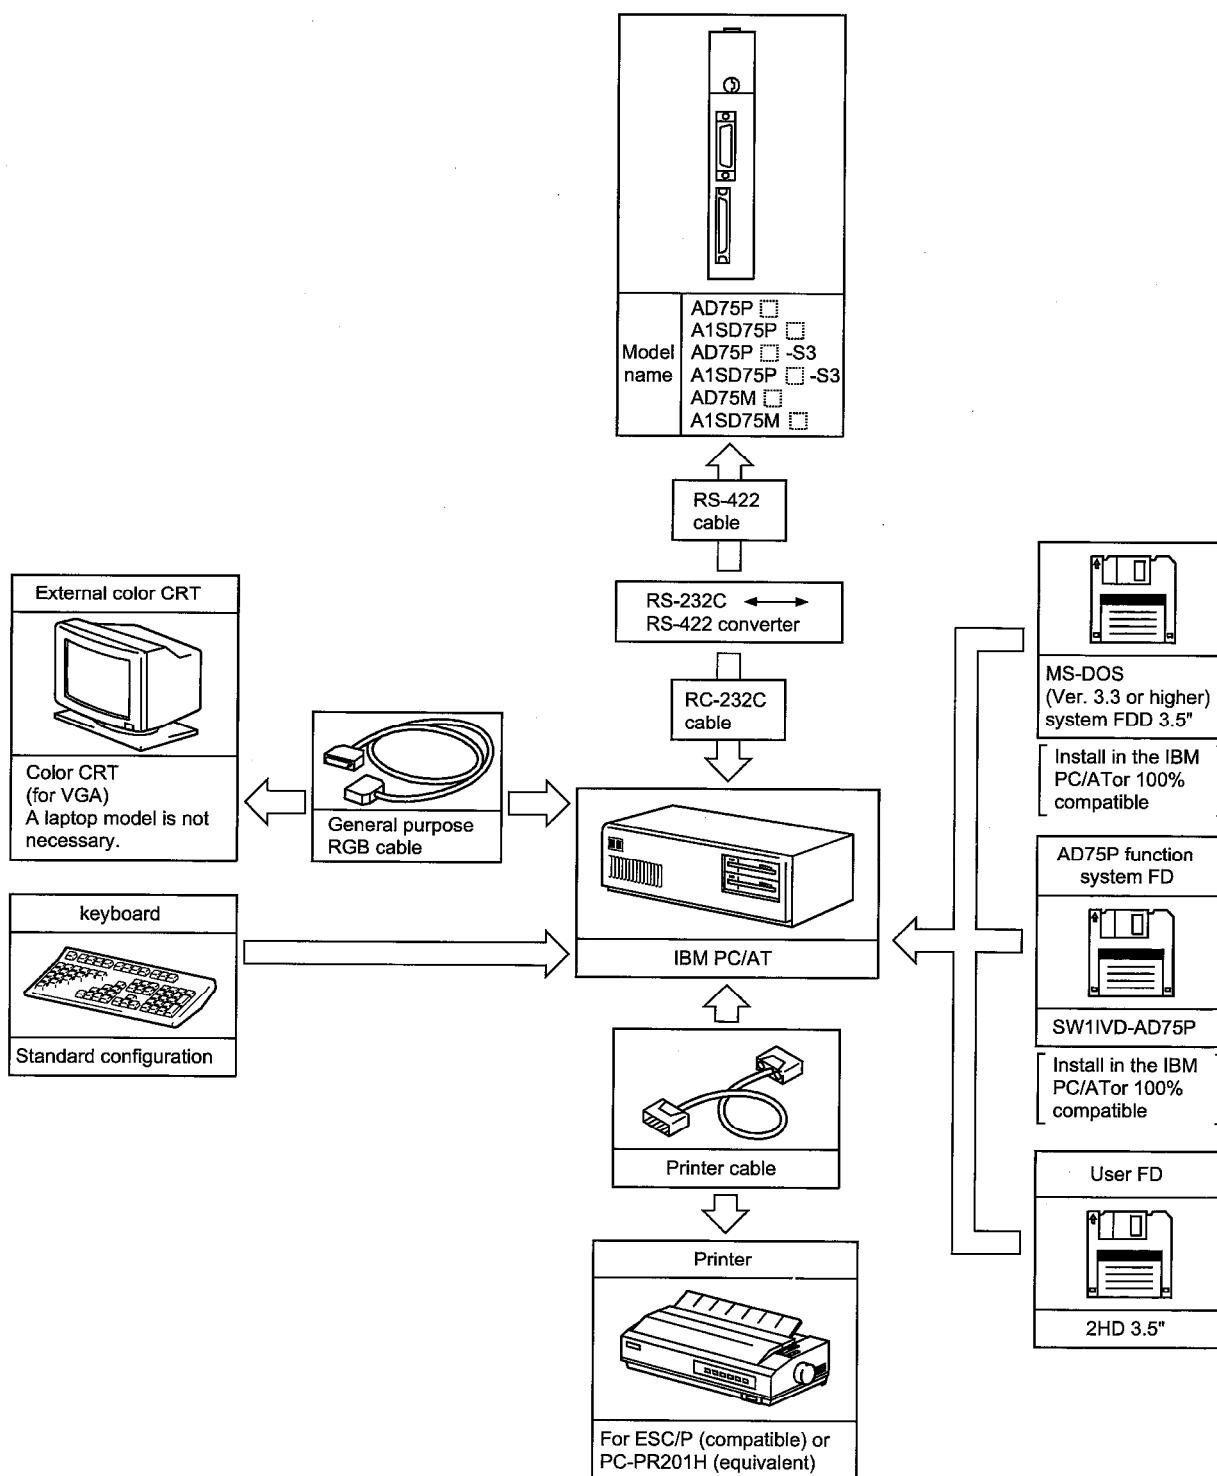 Model
name
AD75P
A1SD75P
AD75P -S3
A1SD75P -S3
AD75M
A1SD75M
RS-422
cable
RS-232C
RS-422 converter
RC-232C
cable
External color CRT
Color CRT
(for VGA)
A laptop model is not
necessary.
General purpose
RGB cable
keyboard
Standard configuration
IBM PC/AT
Printer cable
Printer
For ESC/P (compatible) or
PC-PR201H (equivalent)
MS-DOS
(Ver. 3.3 or higher)
system FDD 3.5"
Install in the IBM
PC/ATor 100%
compatible
AD75P function
system FD
SW1IVD-AD75P
Install in the IBM
PC/ATor 100%
compatible
User FD
2HD 3.5"